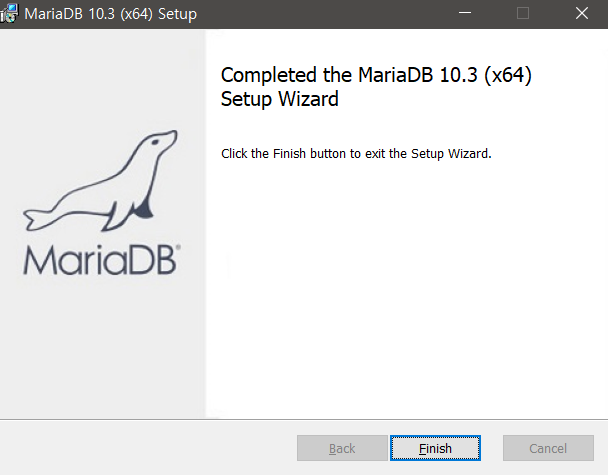 MariaDB 10.3 (x64) Setup
Completed the MariaDB 10.3 (x64)
Setup Wizard
Click the Finish button to exit the Setup Wizard.
MariaDB®
Back
Finish
Cancel